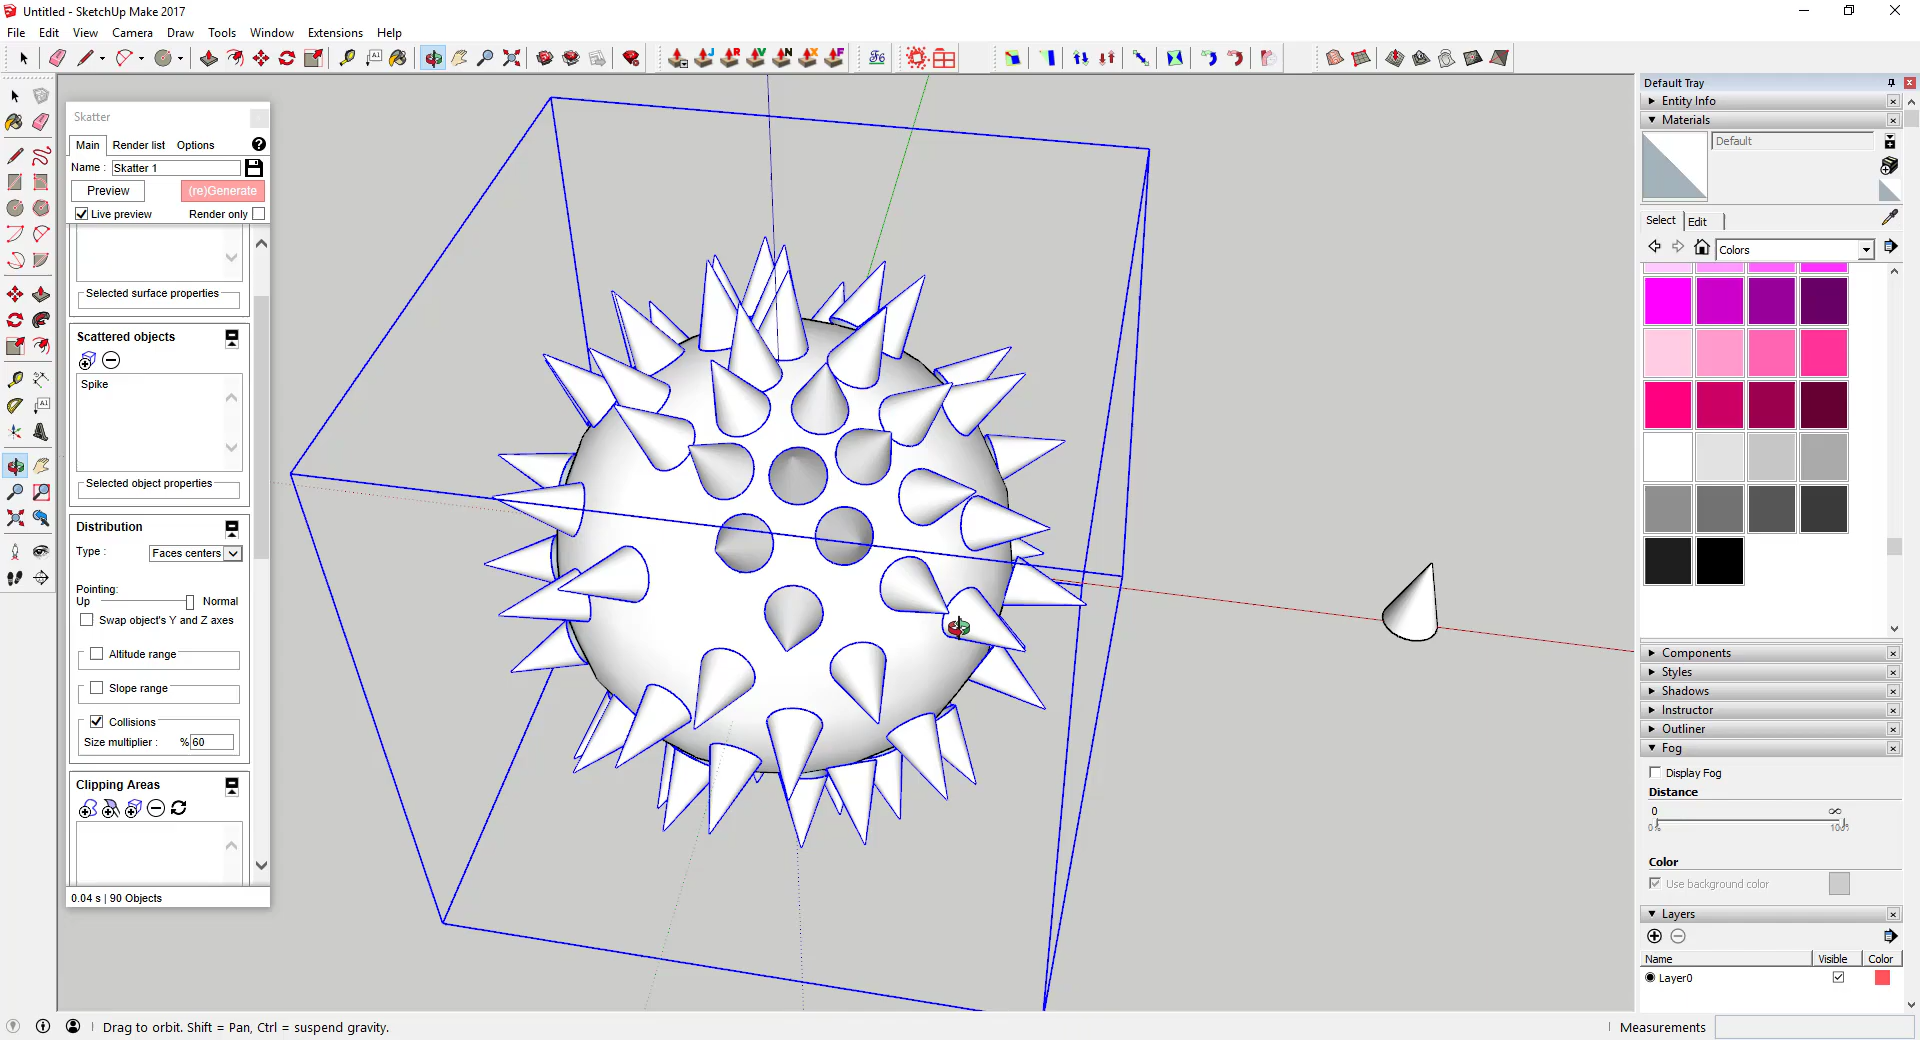 Untitled - SketchUp Make 2017
File Edit View Camera Draw Tools Window Extensions Help
Skatter
Main Render list Options
Name : Skatter 1
Preview (re)Generate
Live preview Render only
Selected surface properties
Scattered objects
Spike
Selected object properties
Distribution
Type : Faces centers
Pointing:
Up Normal
Swap object's Y and Z axes
Altitude range
Slope range
Collisions
Size multiplier : %60
Clipping Areas
0.04 s | 90 Objects
Default Tray
Entity Info
Materials
Default
Select Edit
Colors
Components
Styles
Shadows
Instructor
Outliner
Fog
Display Fog
Distance
0 ∞
Color
Use background color
Layers
Name Visible Color
Layer0
Drag to orbit. Shift = Pan, Ctrl = suspend gravity.
Measurements